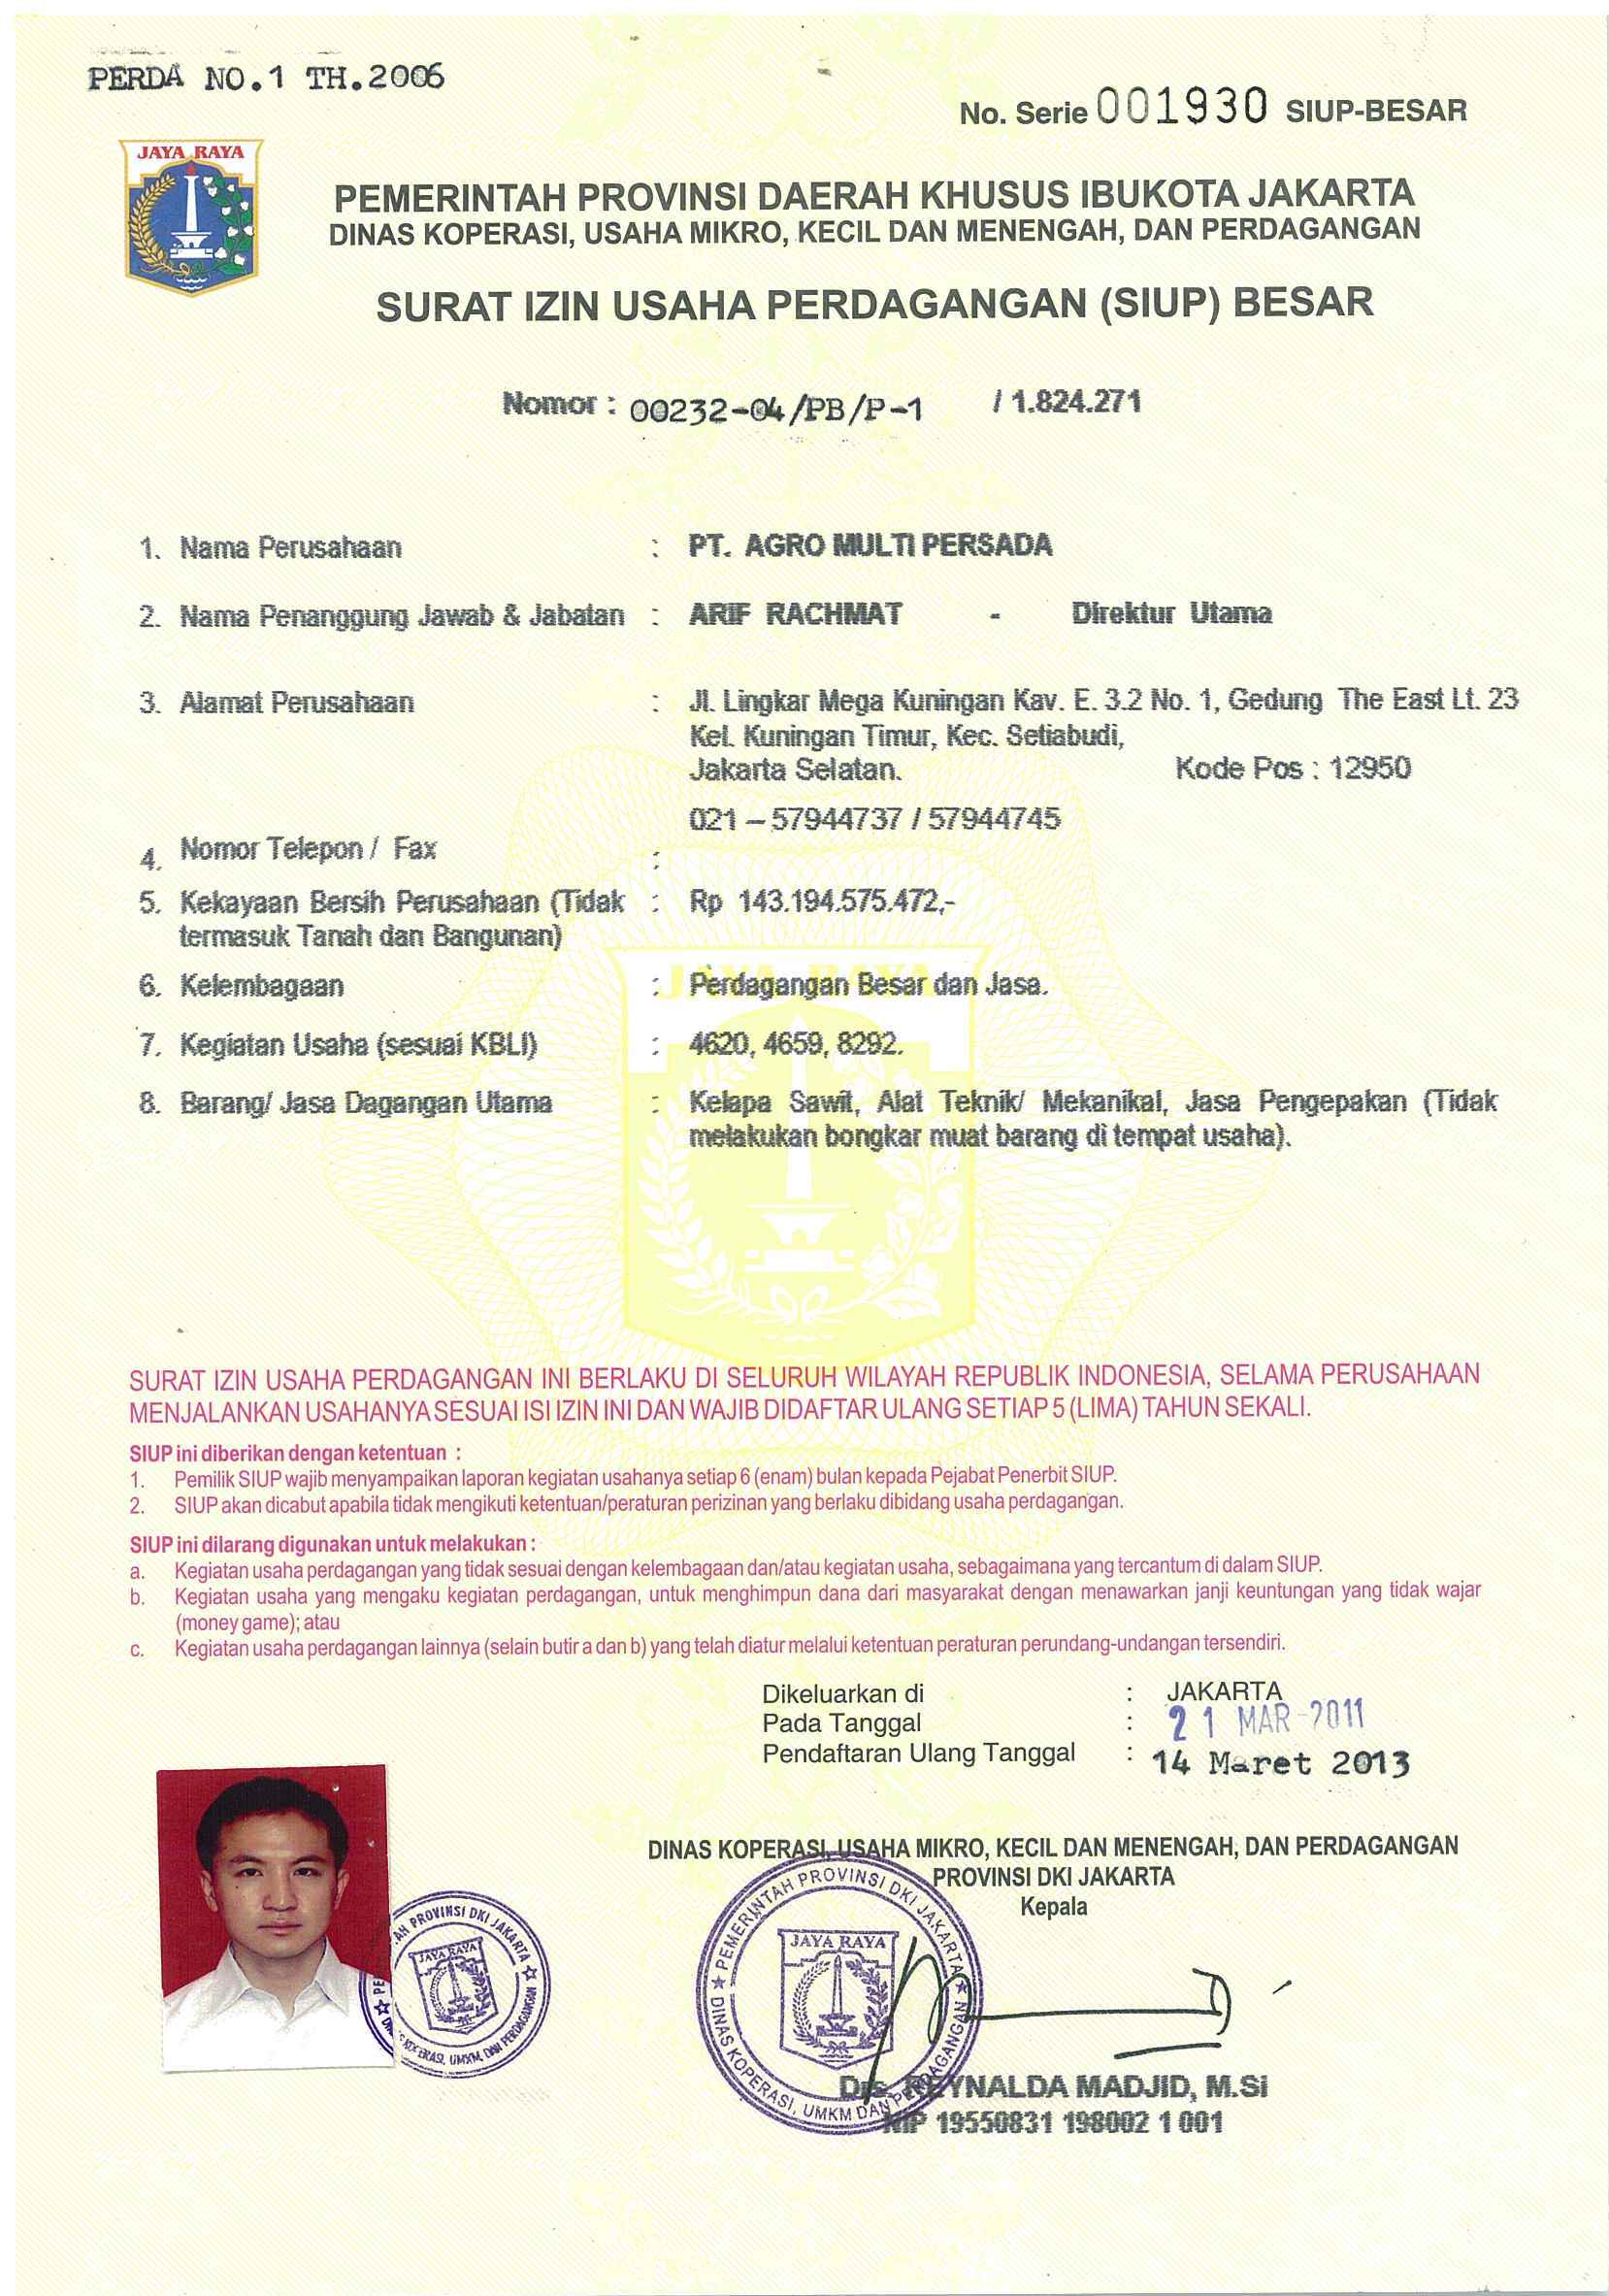 PERDA NO.1 TH.2006
No. Serie 001930 SIUP-BESAR
JAYA RAYA
PEMERINTAH PROVINSI DAERAH KHUSUS IBUKOTA JAKARTA
DINAS KOPERASI, USAHA MIKRO, KECIL DAN MENENGAH, DAN PERDAGANGAN
SURAT IZIN USAHA PERDAGANGAN (SIUP) BESAR
Nomor : 00232-04/PB/P-1 / 1.824.271
1. Nama Perusahaan : PT. AGRO MULTI PERSADA
2. Nama Penanggung Jawab & Jabatan : ARIF RACHMAT - Direktur Utama
3. Alamat Perusahaan : Jl. Lingkar Mega Kuningan Kav. E. 3.2 No. 1, Gedung The East Lt. 23
Kel. Kuningan Timur, Kec. Setiabudi,
Jakarta Selatan. Kode Pos : 12950
021 – 57944737 / 57944745
4. Nomor Telepon / Fax :
5. Kekayaan Bersih Perusahaan (Tidak : Rp 143.194.575.472,-
termasuk Tanah dan Bangunan)
JAYA RAYA
6. Kelembagaan : Perdagangan Besar dan Jasa.
7. Kegiatan Usaha (sesuai KBLI) : 4620, 4659, 8292.
8. Barang/ Jasa Dagangan Utama : Kelapa Sawit, Alat Teknik/ Mekanikal, Jasa Pengepakan (Tidak
melakukan bongkar muat barang di tempat usaha).
SURAT IZIN USAHA PERDAGANGAN INI BERLAKU DI SELURUH WILAYAH REPUBLIK INDONESIA, SELAMA PERUSAHAAN
MENJALANKAN USAHANYA SESUAI ISI IZIN INI DAN WAJIB DIDAFTAR ULANG SETIAP 5 (LIMA) TAHUN SEKALI.
SIUP ini diberikan dengan ketentuan :
1. Pemilik SIUP wajib menyampaikan laporan kegiatan usahanya setiap 6 (enam) bulan kepada Pejabat Penerbit SIUP.
2. SIUP akan dicabut apabila tidak mengikuti ketentuan/peraturan perizinan yang berlaku dibidang usaha perdagangan.
SIUP ini dilarang digunakan untuk melakukan :
a. Kegiatan usaha perdagangan yang tidak sesuai dengan kelembagaan dan/atau kegiatan usaha, sebagaimana yang tercantum di dalam SIUP.
b. Kegiatan usaha yang mengaku kegiatan perdagangan, untuk menghimpun dana dari masyarakat dengan menawarkan janji keuntungan yang tidak wajar
(money game); atau
c. Kegiatan usaha perdagangan lainnya (selain butir a dan b) yang telah diatur melalui ketentuan peraturan perundang-undangan tersendiri.
Dikeluarkan di : JAKARTA
Pada Tanggal : 21 MAR 2011
Pendaftaran Ulang Tanggal : 14 Maret 2013
DINAS KOPERASI, USAHA MIKRO, KECIL DAN MENENGAH, DAN PERDAGANGAN
PROVINSI DKI JAKARTA
Kepala
PEMERINTAH PROVINSI DKI JAKARTA
JAYA RAYA
DINAS KOPERASI, UMKM DAN PERDAGANGAN
PROVINSI DKI JAKARTA
JAYA RAYA
UMKM, DAN PERDAGANGAN
Drs. REYNALDA MADJID, M.Si
NIP 19550831 198002 1 001